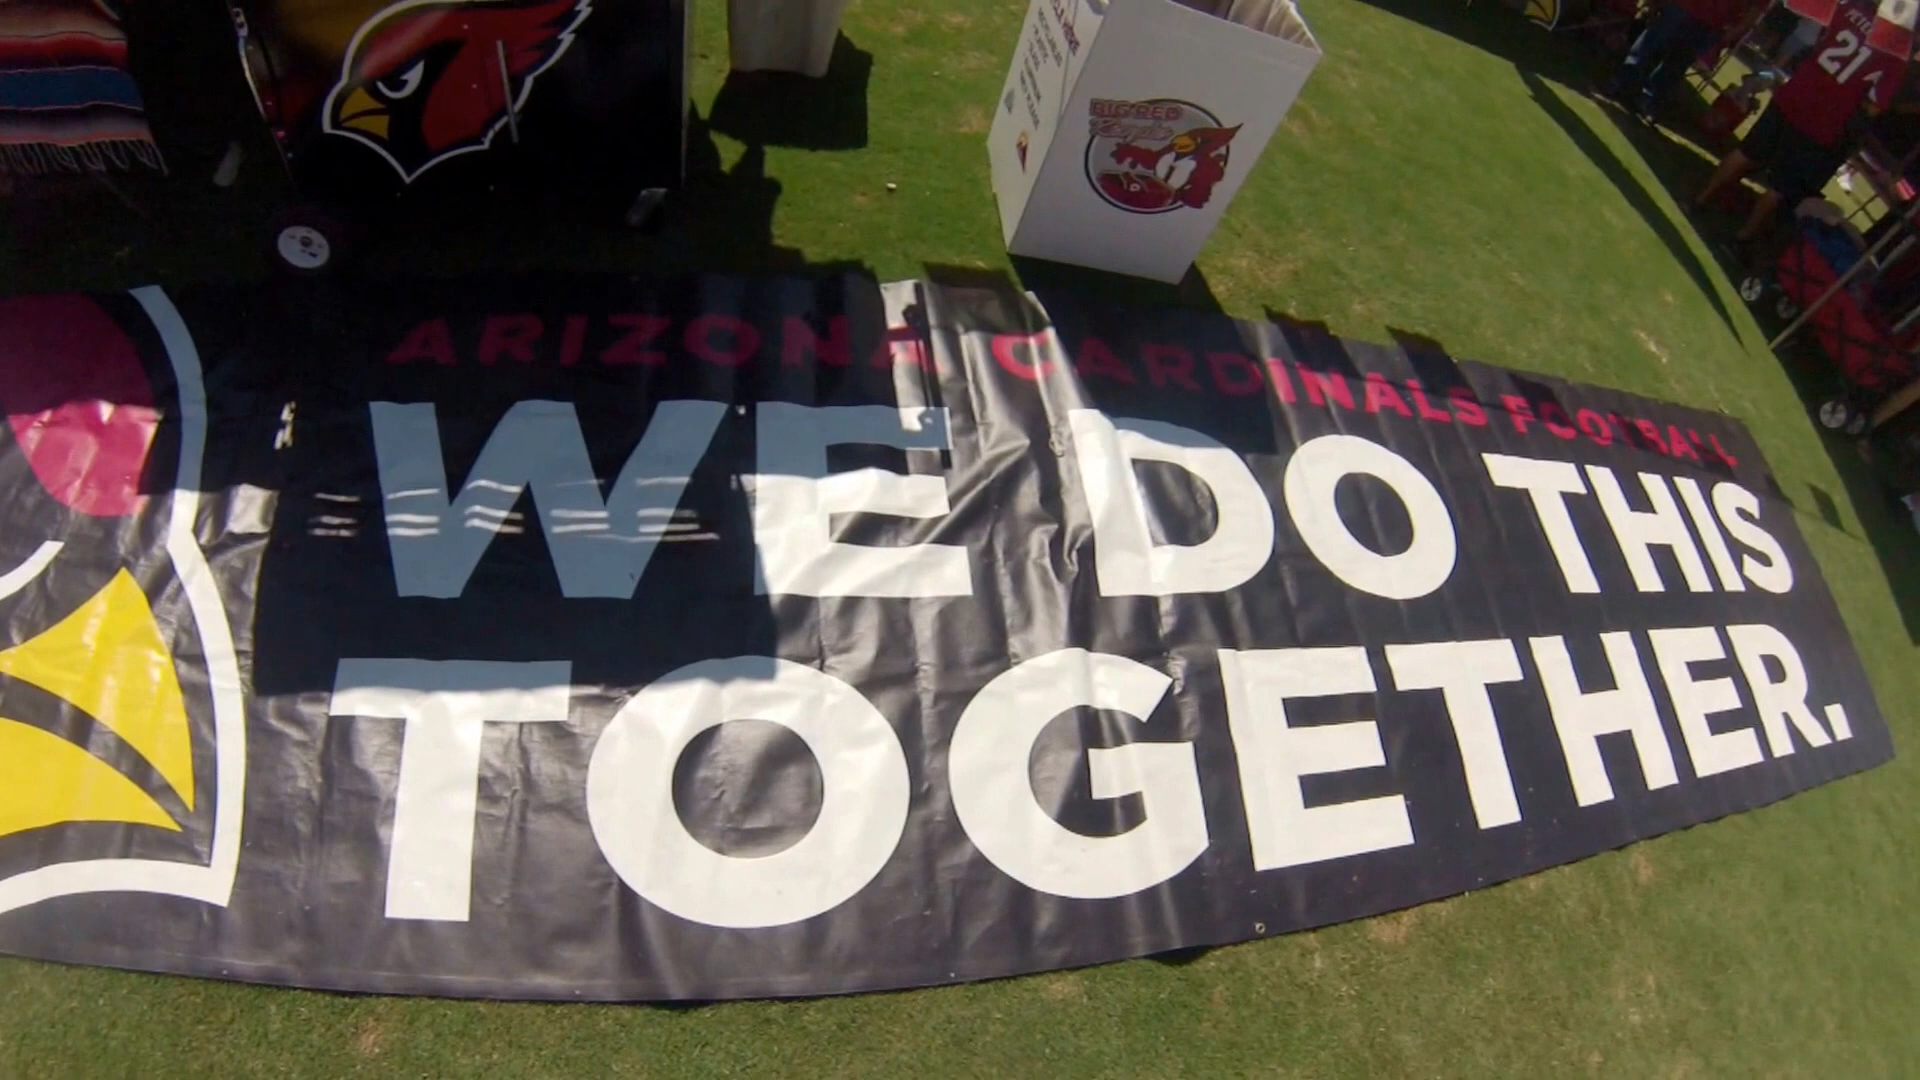 BIG RED
21
ARIZONA CARDINALS FOOTBALL
WE DO THIS
TOGETHER.